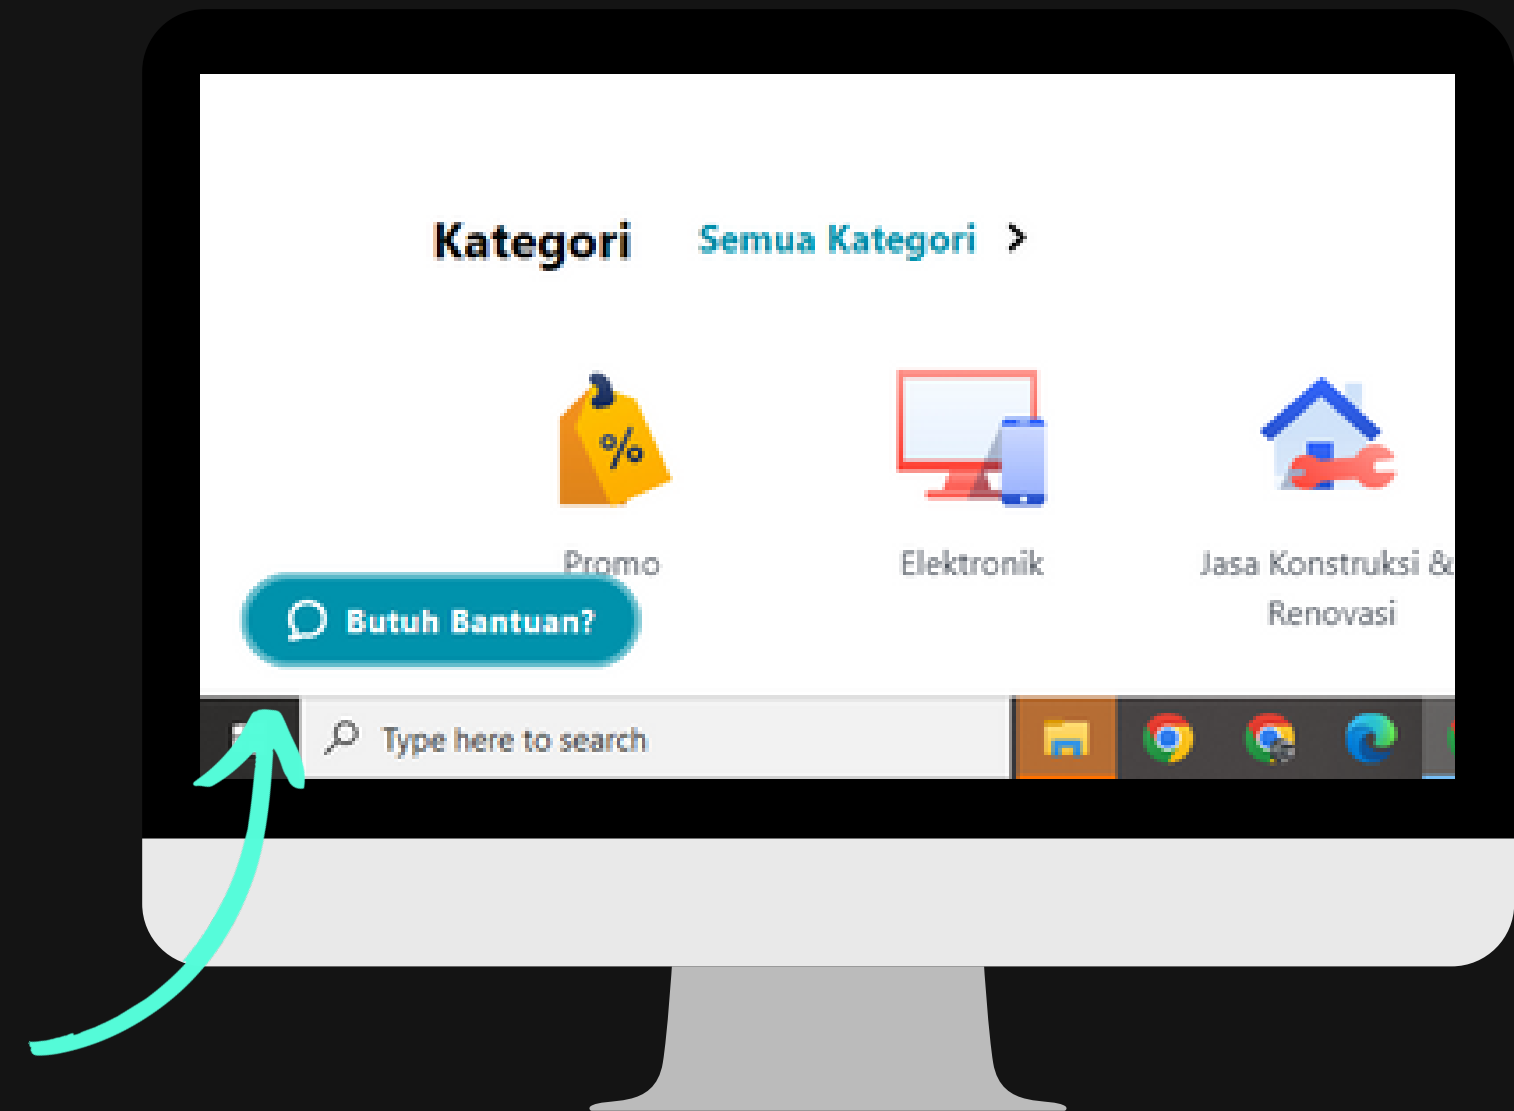 Kategori Semua Kategori >
%
Promo Elektronik Jasa Konstruksi &
Renovasi
Butuh Bantuan?
Type here to search